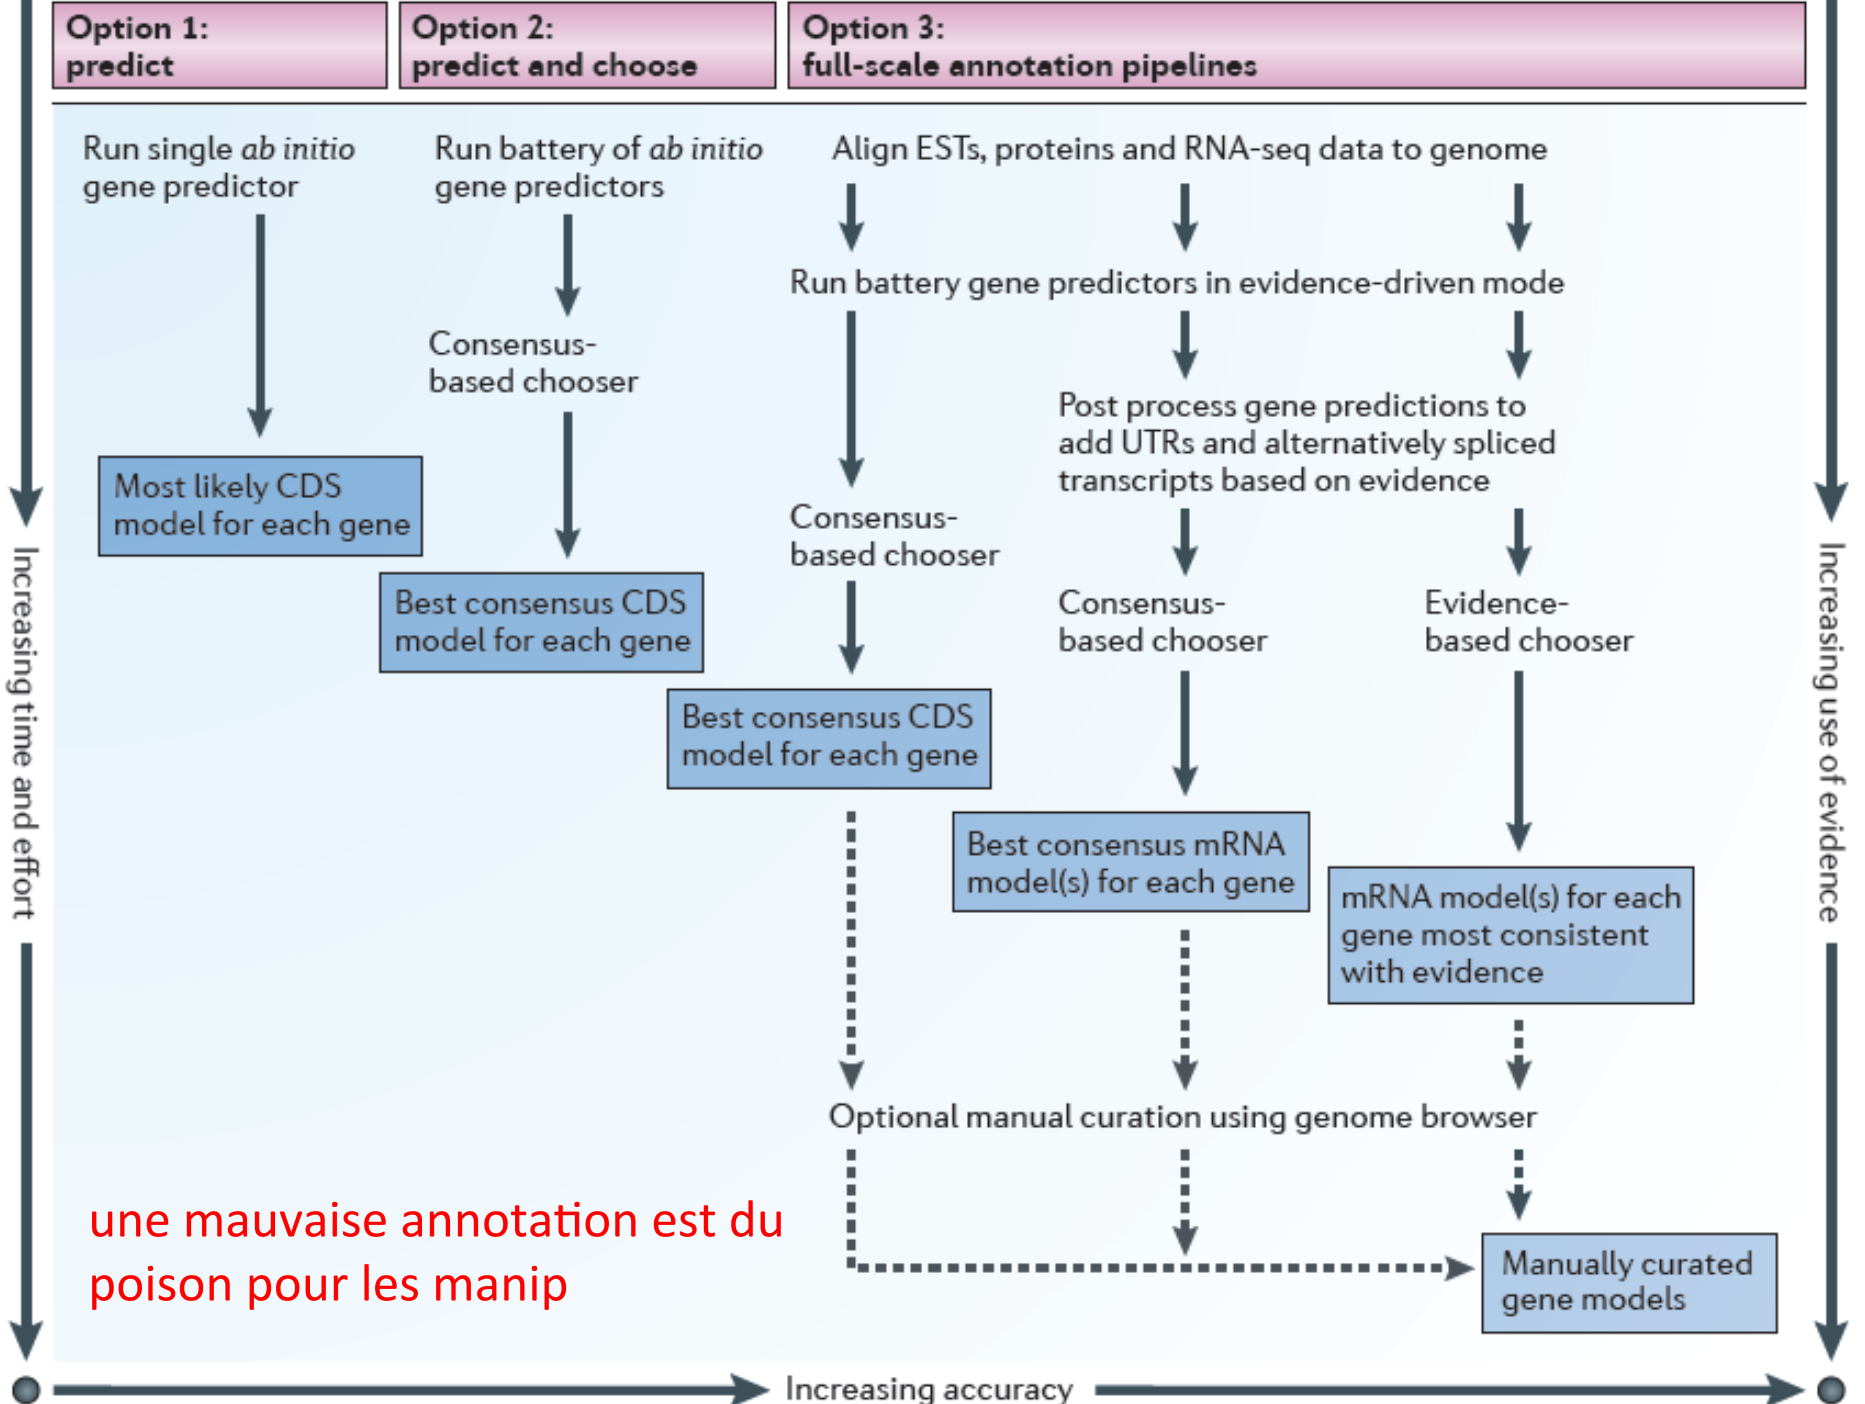 Option 1:
predict
Option 2:
predict and choose
Option 3:
full-scale annotation pipelines
Run single ab initio
gene predictor
Most likely CDS
model for each gene
Run battery of ab initio
gene predictors
Consensus-
based chooser
Best consensus CDS
model for each gene
Align ESTs, proteins and RNA-seq data to genome
Run battery gene predictors in evidence-driven mode
Consensus-
based chooser
Best consensus CDS
model for each gene
Post process gene predictions to
add UTRs and alternatively spliced
transcripts based on evidence
Consensus-
based chooser
Best consensus mRNA
model(s) for each gene
Evidence-
based chooser
mRNA model(s) for each
gene most consistent
with evidence
Optional manual curation using genome browser
Manually curated
gene models
une mauvaise annotation est du
poison pour les manip
Increasing time and effort
Increasing use of evidence
Increasing accuracy